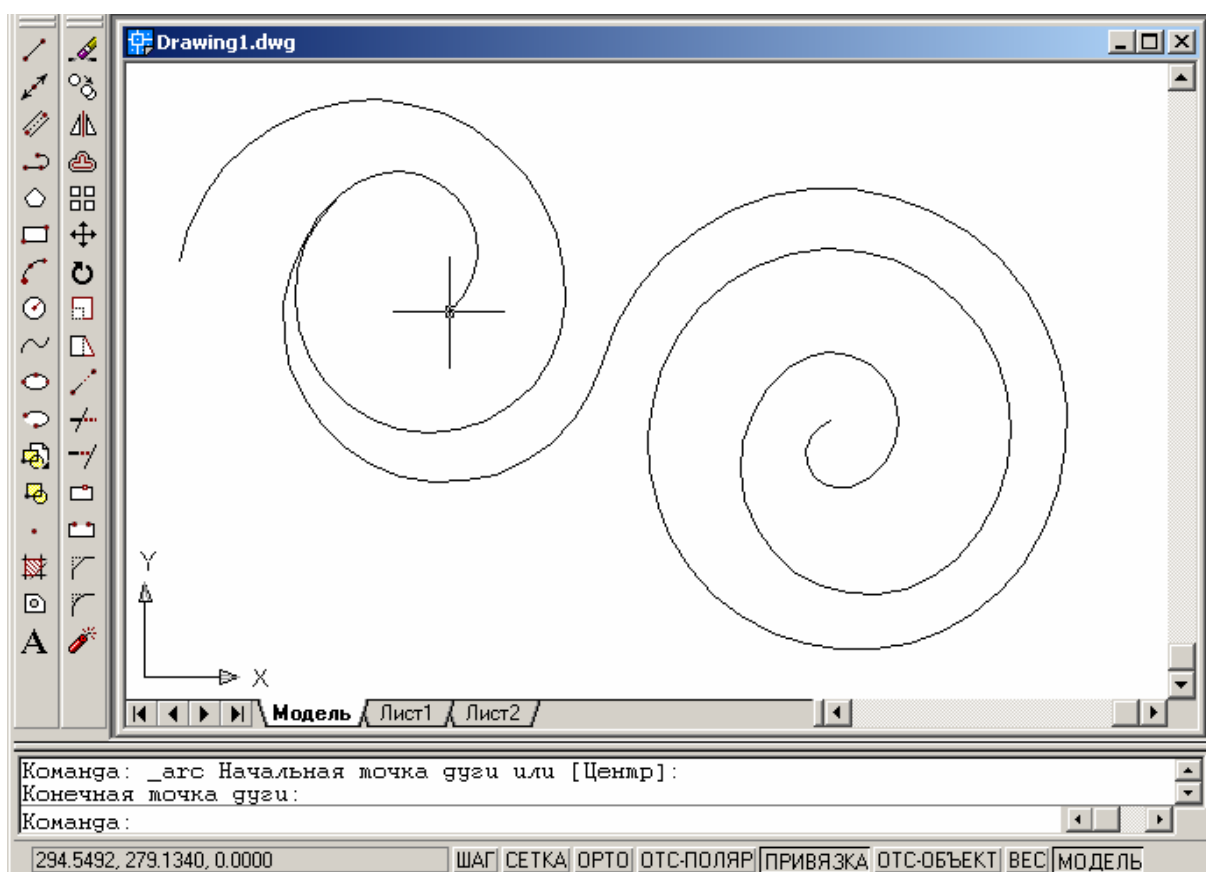 Drawing1.dwg
A
Y
X
Модель Лист1 Лист2
Команда: _arc Начальная точка дуги или [Центр]:
Конечная точка дуги:
Команда:
294.5492, 279.1340, 0.0000 ШАГ СЕТКА ОРТО ОТС-ПОЛЯР ПРИВЯЗКА ОТС-ОБЪЕКТ ВЕС МОДЕЛЬ